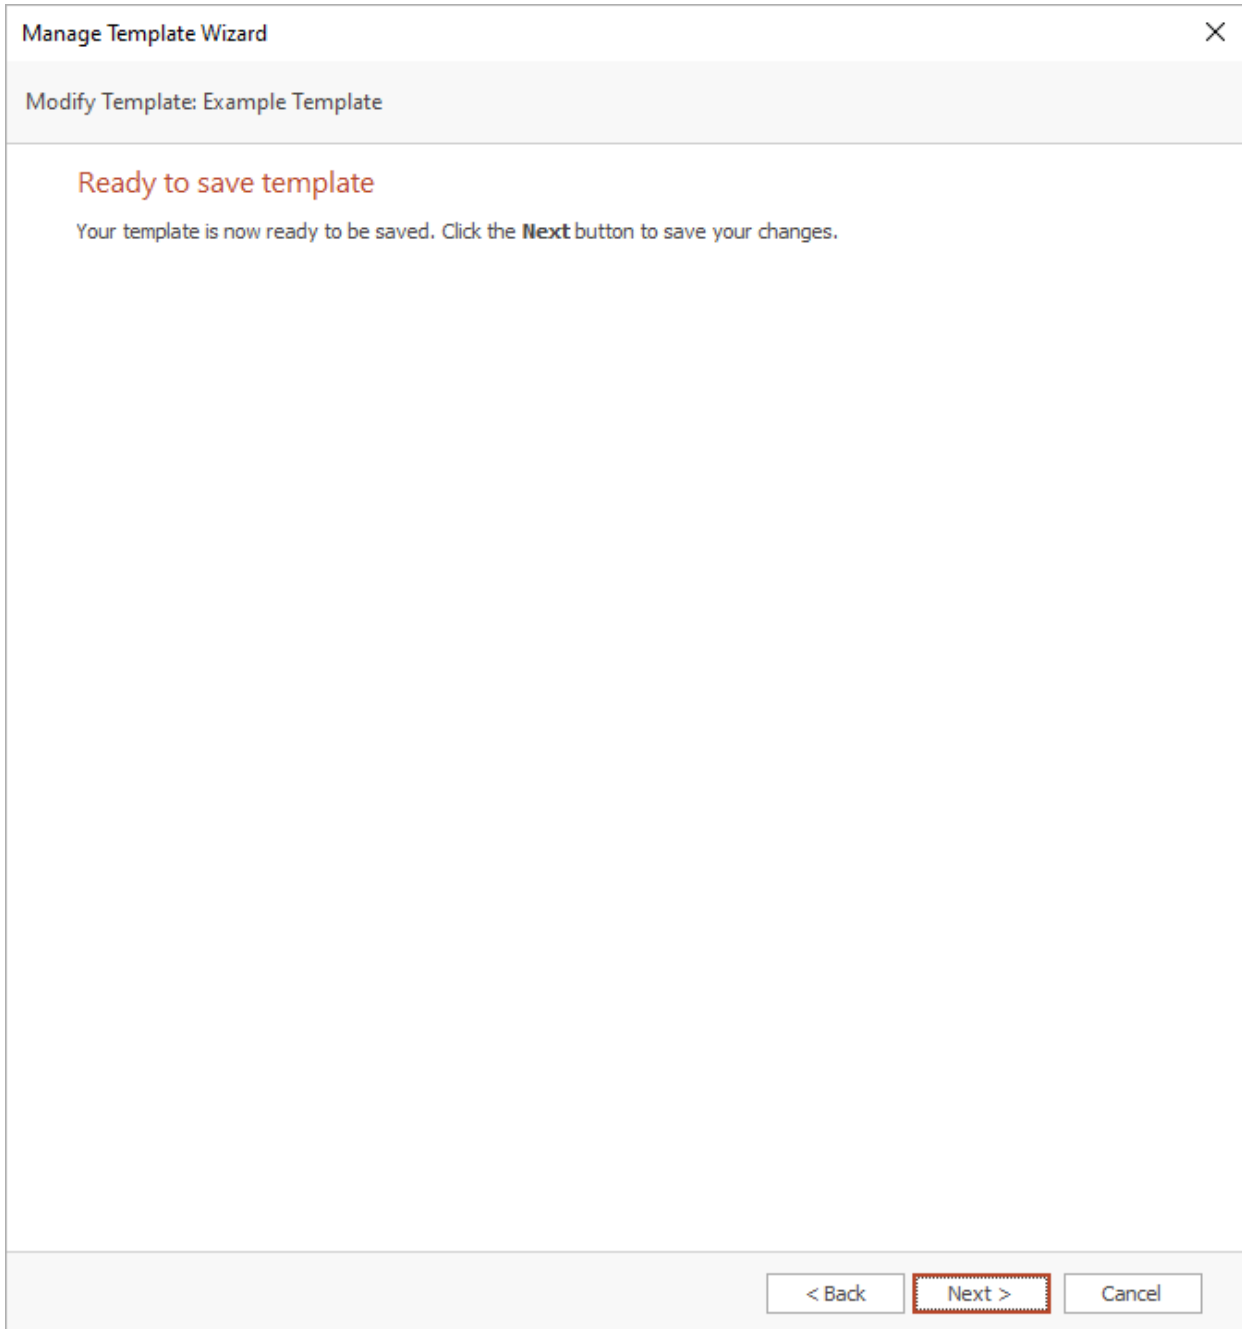 Manage Template Wizard
Modify Template: Example Template
Ready to save template
Your template is now ready to be saved. Click the Next button to save your changes.
< Back
Next >
Cancel